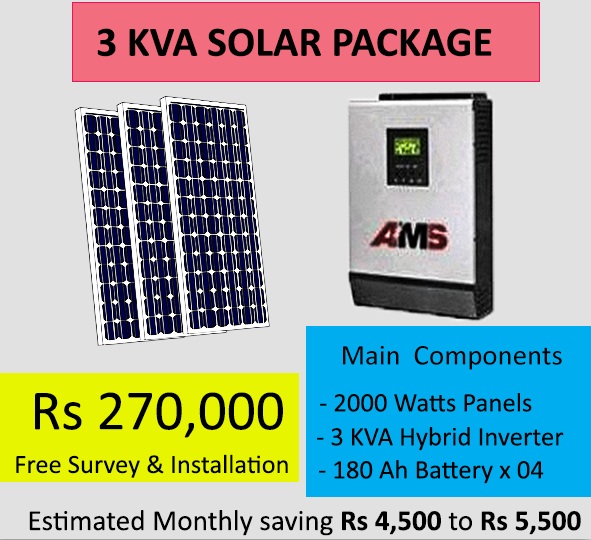 3 KVA SOLAR PACKAGE
AMS
Main Components
Rs 270,000
Free Survey & Installation
- 2000 Watts Panels
- 3 KVA Hybrid Inverter
- 180 Ah Battery x 04
Estimated Monthly saving Rs 4,500 to Rs 5,500